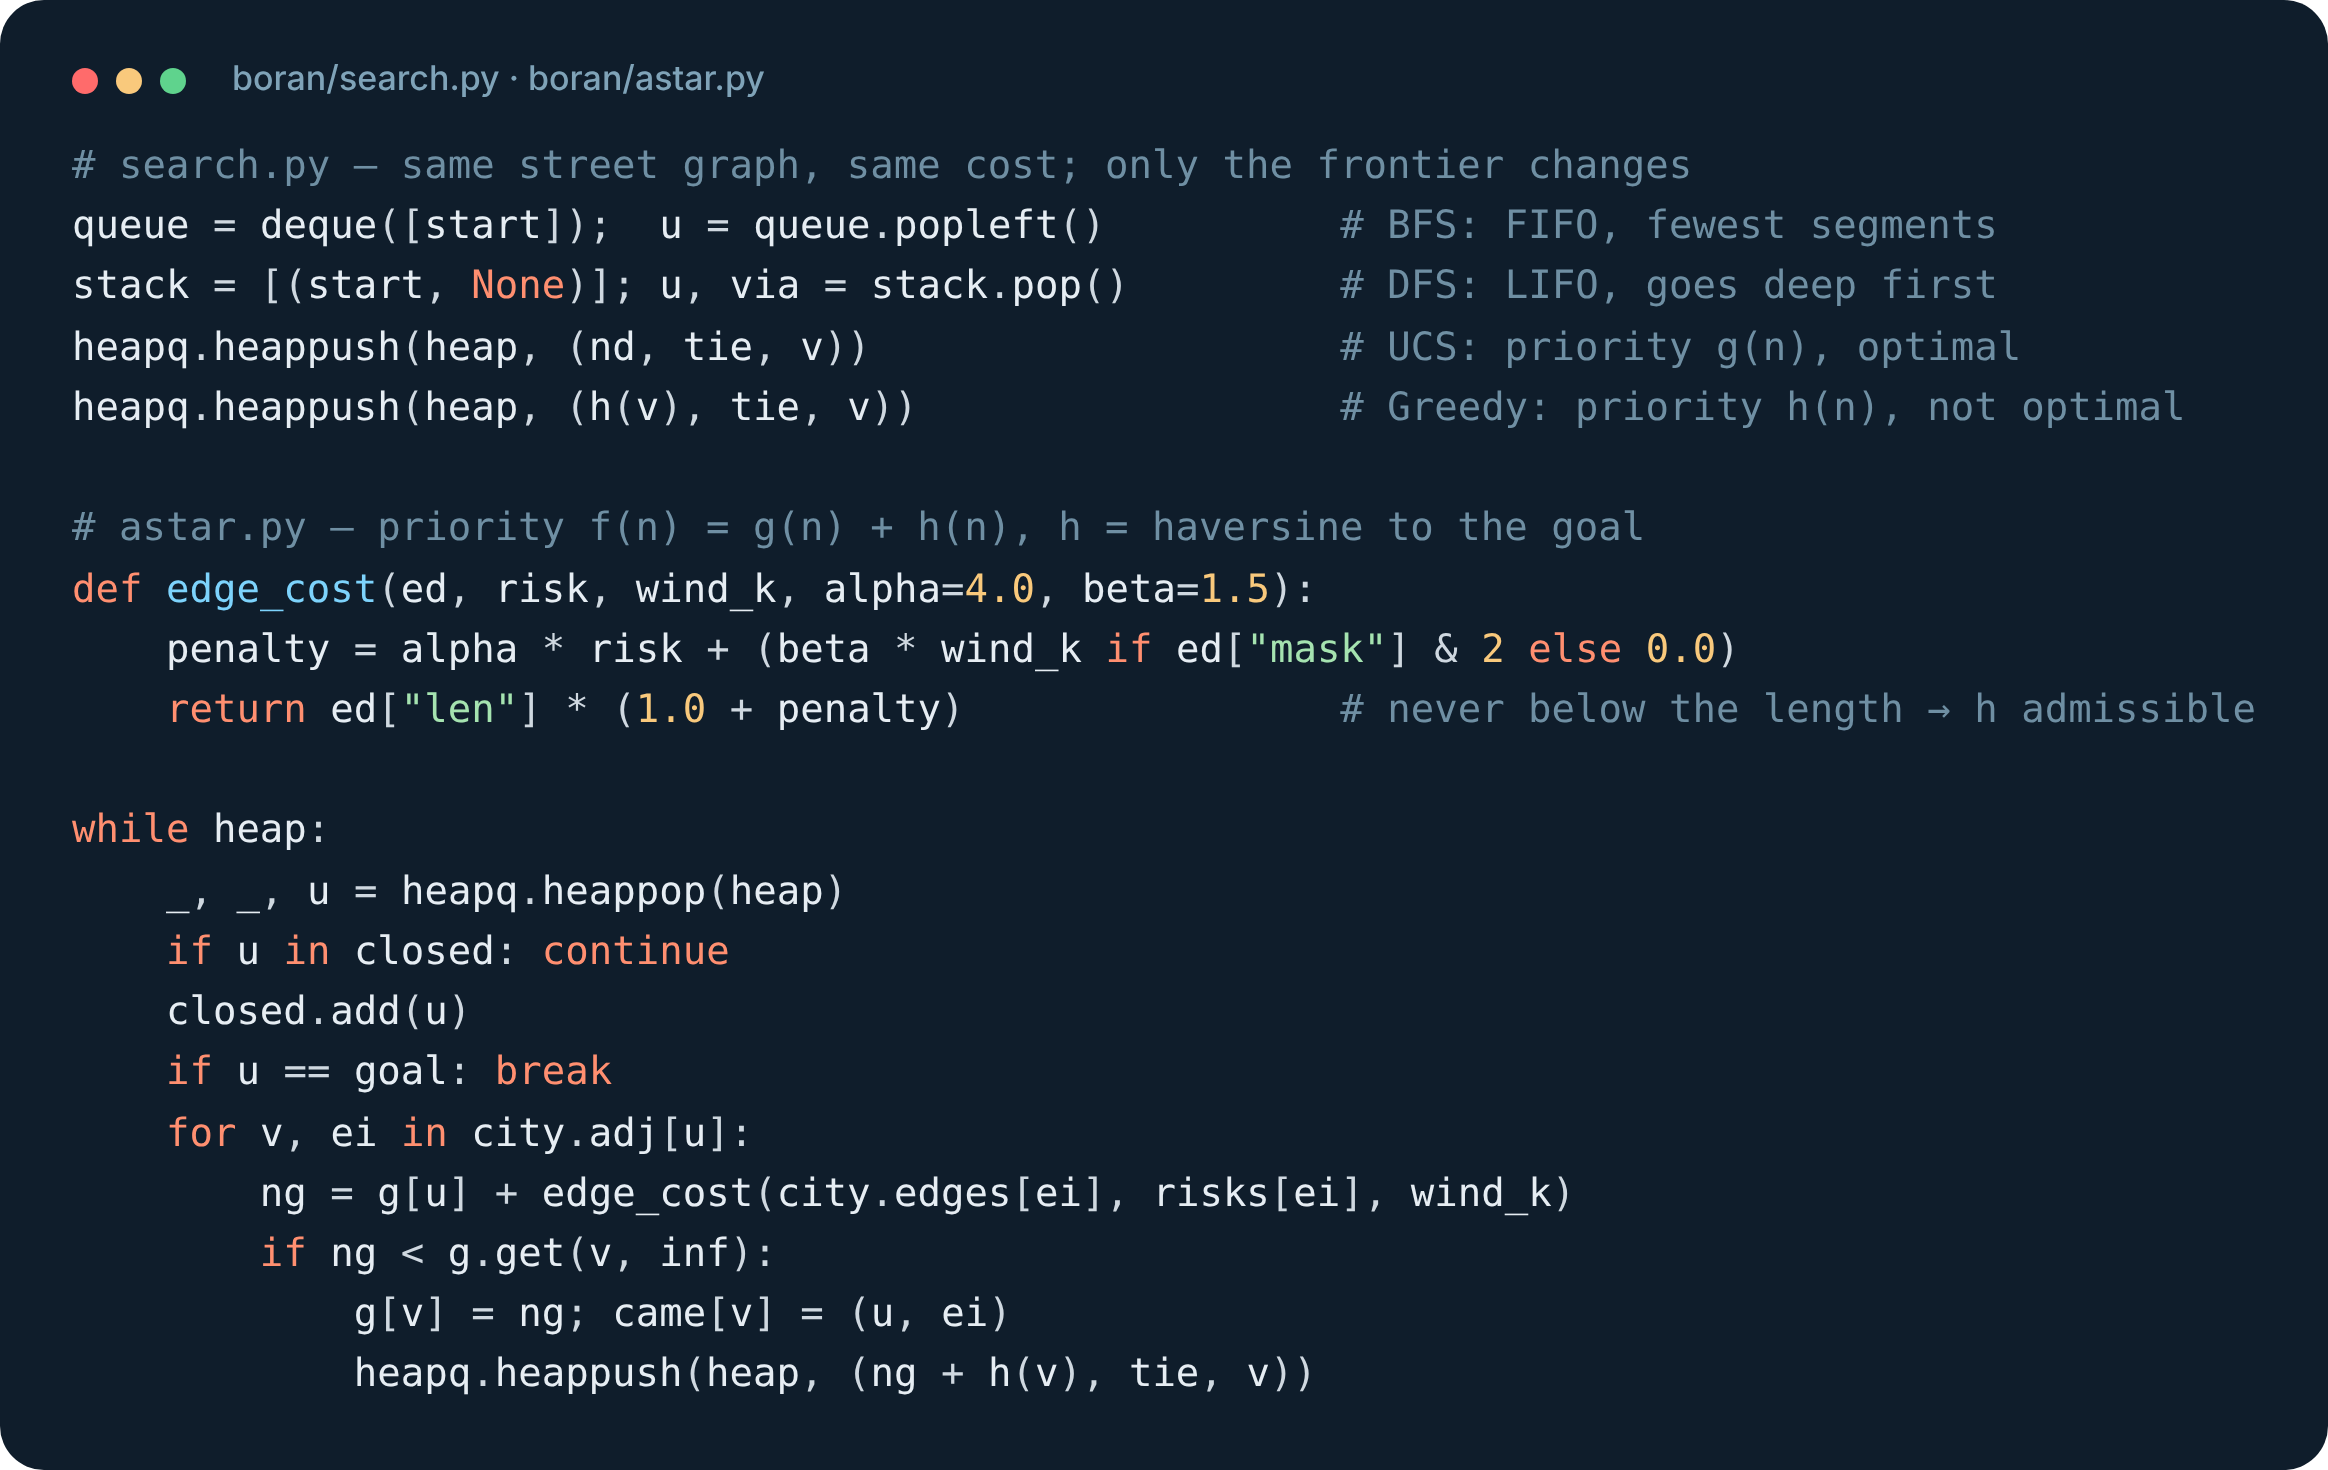 boran/search.py · boran/astar.py
# search.py — same street graph, same cost; only the frontier changes
queue = deque([start]);  u = queue.popleft()          # BFS: FIFO, fewest segments
stack = [(start, None)]; u, via = stack.pop()         # DFS: LIFO, goes deep first
heapq.heappush(heap, (nd, tie, v))                    # UCS: priority g(n), optimal
heapq.heappush(heap, (h(v), tie, v))                  # Greedy: priority h(n), not optimal
# astar.py — priority f(n) = g(n) + h(n), h = haversine to the goal
def edge_cost(ed, risk, wind_k, alpha=4.0, beta=1.5):
    penalty = alpha * risk + (beta * wind_k if ed["mask"] & 2 else 0.0)
    return ed["len"] * (1.0 + penalty)                # never below the length → h admissible
while heap:
    _, _, u = heapq.heappop(heap)
    if u in closed: continue
    closed.add(u)
    if u == goal: break
    for v, ei in city.adj[u]:
        ng = g[u] + edge_cost(city.edges[ei], risks[ei], wind_k)
        if ng < g.get(v, inf):
            g[v] = ng; came[v] = (u, ei)
            heapq.heappush(heap, (ng + h(v), tie, v))